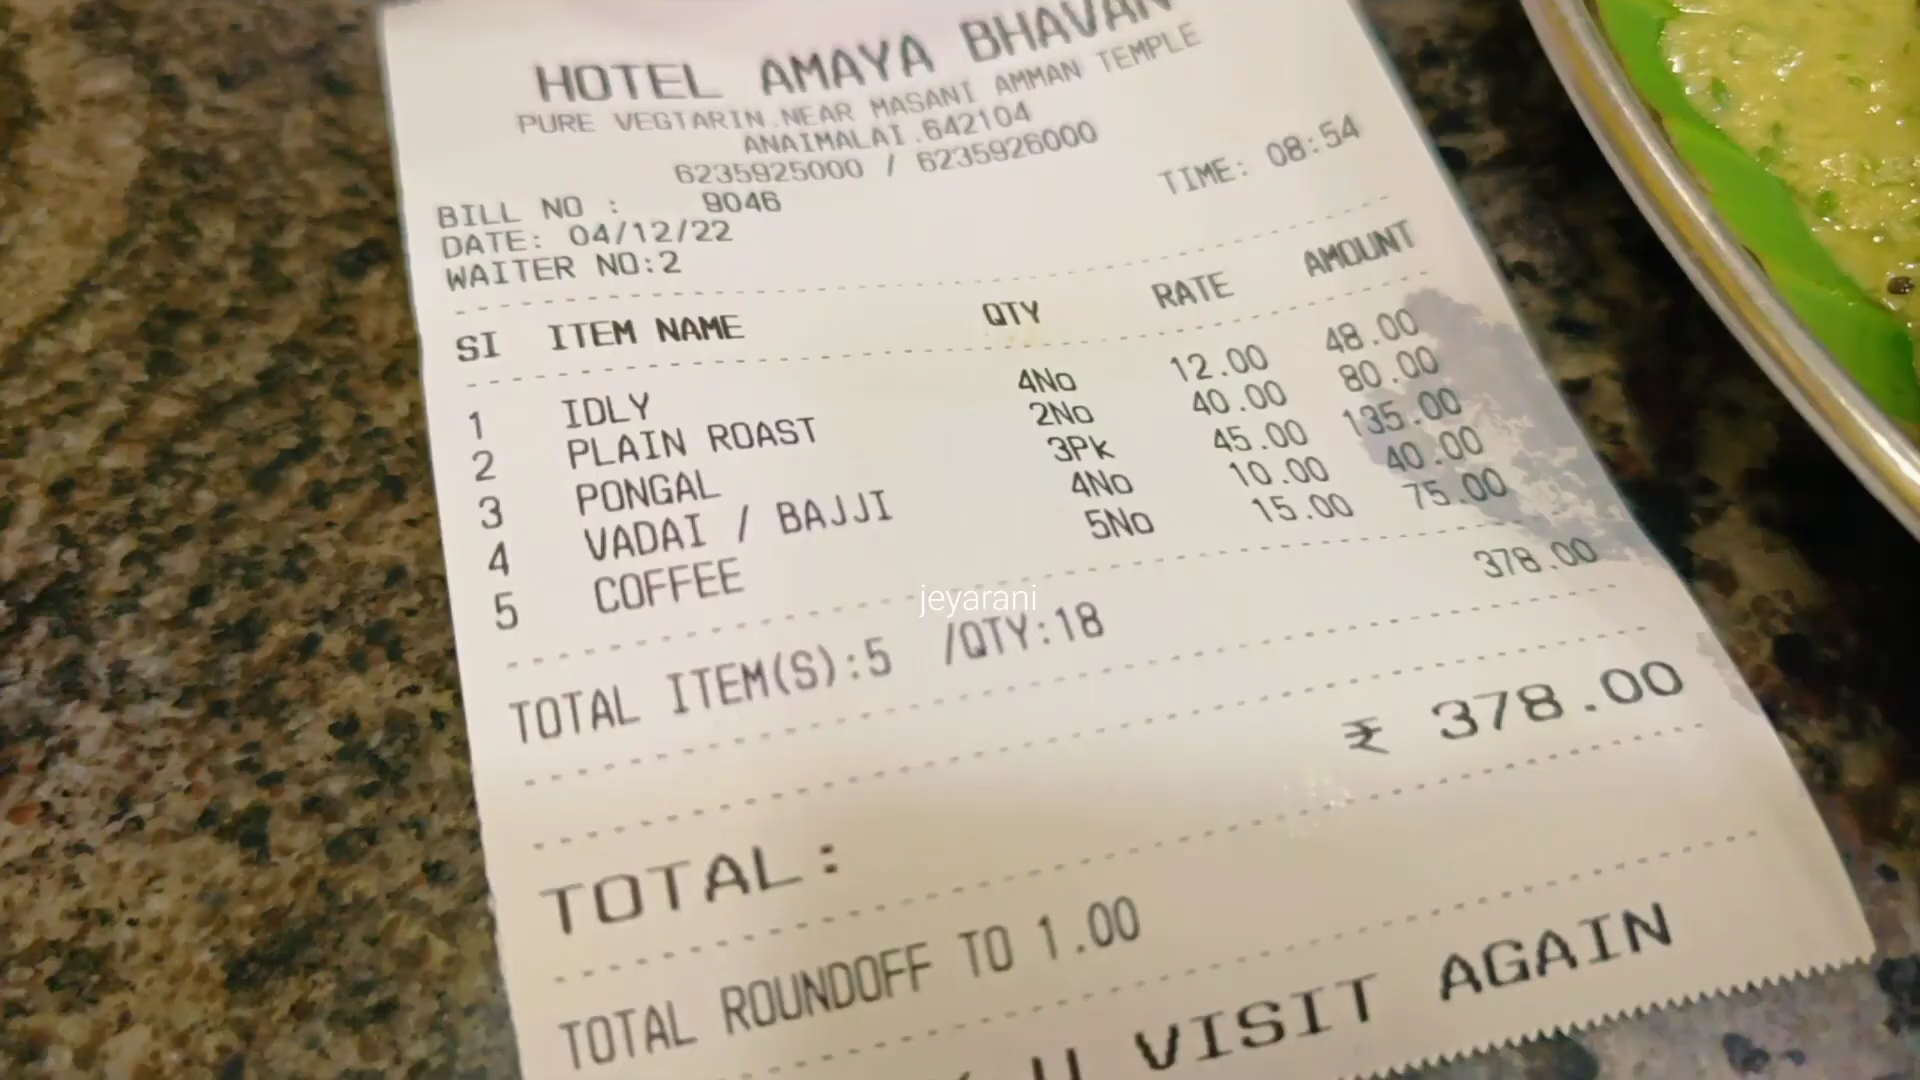 HOTEL AMAYA BHAVAN
PURE VEGTARIN.NEAR MASANI AMMAN TEMPLE
ANAIMALAI.642104
6235925000 / 6235926000
BILL NO : 9046
DATE: 04/12/22 TIME: 08:54
WAITER NO:2
SI ITEM NAME QTY RATE AMOUNT
1 IDLY 4No 12.00 48.00
2 PLAIN ROAST 2No 40.00 80.00
3 PONGAL 3Pk 45.00 135.00
4 VADAI / BAJJI 4No 10.00 40.00
5 COFFEE 5No 15.00 75.00
378.00
jeyarani
TOTAL ITEM(S):5 /QTY:18
TOTAL: ₹ 378.00
TOTAL ROUNDOFF TO 1.00
U VISIT AGAIN